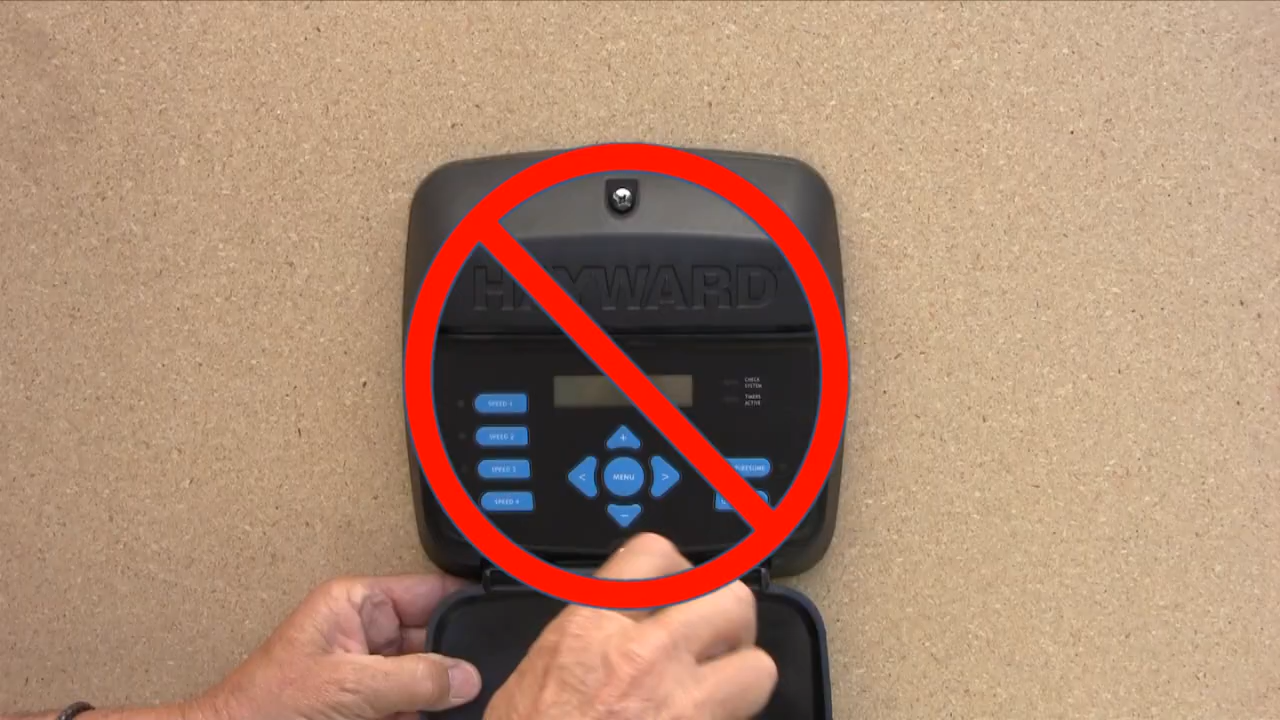 HAYWARD
CHECK
SYSTEM
TIMERS
ACTIVE
SPEED 1
SPEED 2
SPEED 3
SPEED 4
+
<
MENU
>
−